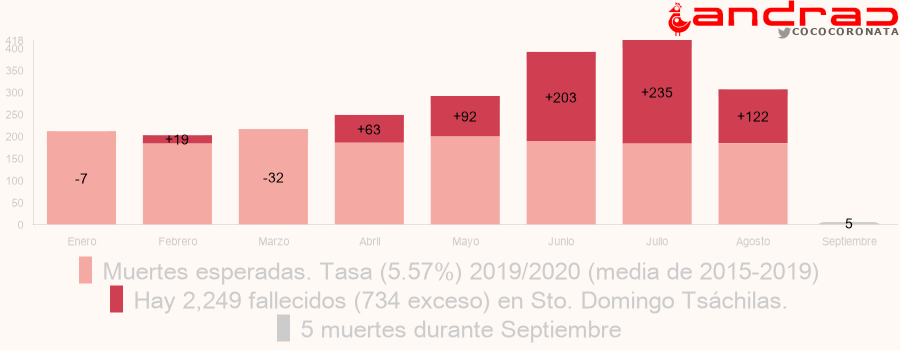 andrac
COCOCORONATA
418
400
350
300
250
200
150
100
50
0
-7
+19
-32
+63
+92
+203
+235
+122
5
Enero
Febrero
Marzo
Abril
Mayo
Junio
Julio
Agosto
Septiembre
Muertes esperadas. Tasa (5.57%) 2019/2020 (media de 2015-2019)
Hay 2,249 fallecidos (734 exceso) en Sto. Domingo Tsáchilas.
5 muertes durante Septiembre